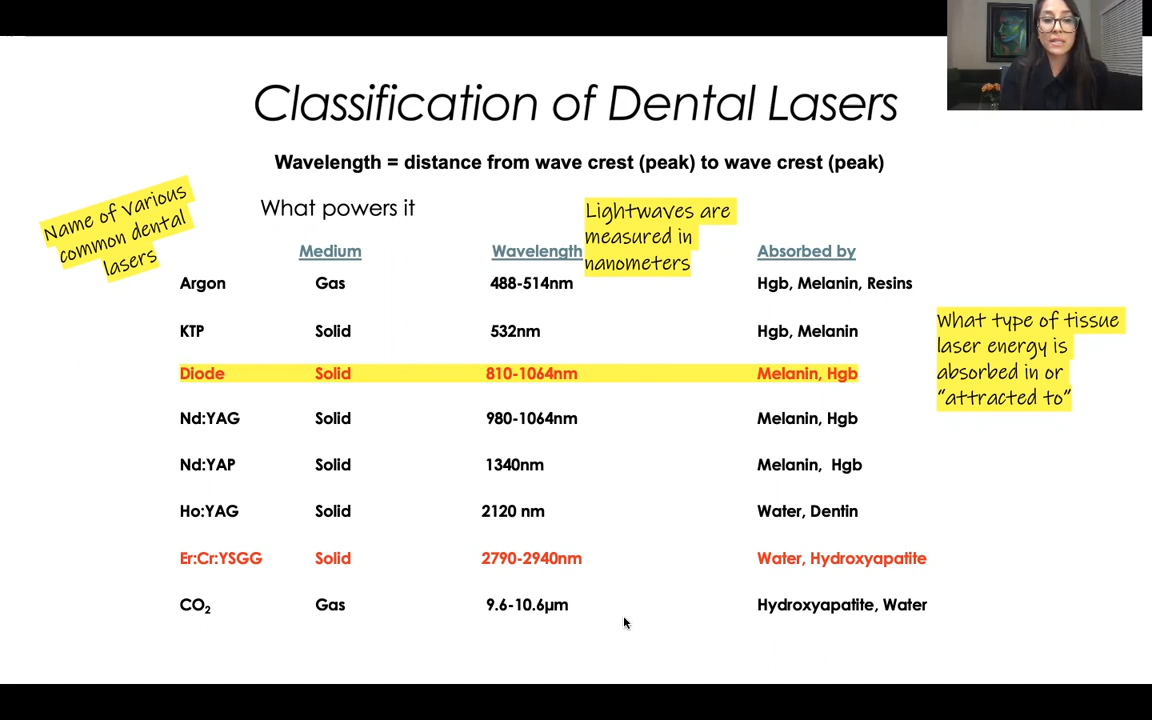 Classification of Dental Lasers
Wavelength = distance from wave crest (peak) to wave crest (peak)
Name of various
common dental
lasers
What powers it
Lightwaves are
measured in
nanometers
Medium Wavelength Absorbed by
Argon Gas 488-514nm Hgb, Melanin, Resins
KTP Solid 532nm Hgb, Melanin
What type of tissue
laser energy is
absorbed in or
“attracted to”
Diode Solid 810-1064nm Melanin, Hgb
Nd:YAG Solid 980-1064nm Melanin, Hgb
Nd:YAP Solid 1340nm Melanin, Hgb
Ho:YAG Solid 2120 nm Water, Dentin
Er:Cr:YSGG Solid 2790-2940nm Water, Hydroxyapatite
CO₂ Gas 9.6-10.6µm Hydroxyapatite, Water